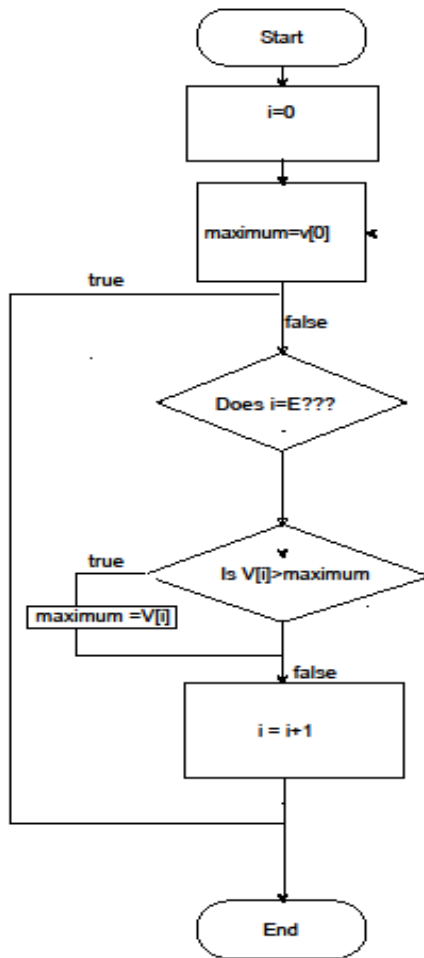 Start
i=0
maximum=v[0]
true
false
Does i=E???
Is V[i]>maximum
true
maximum =V[i]
false
i = i+1
End